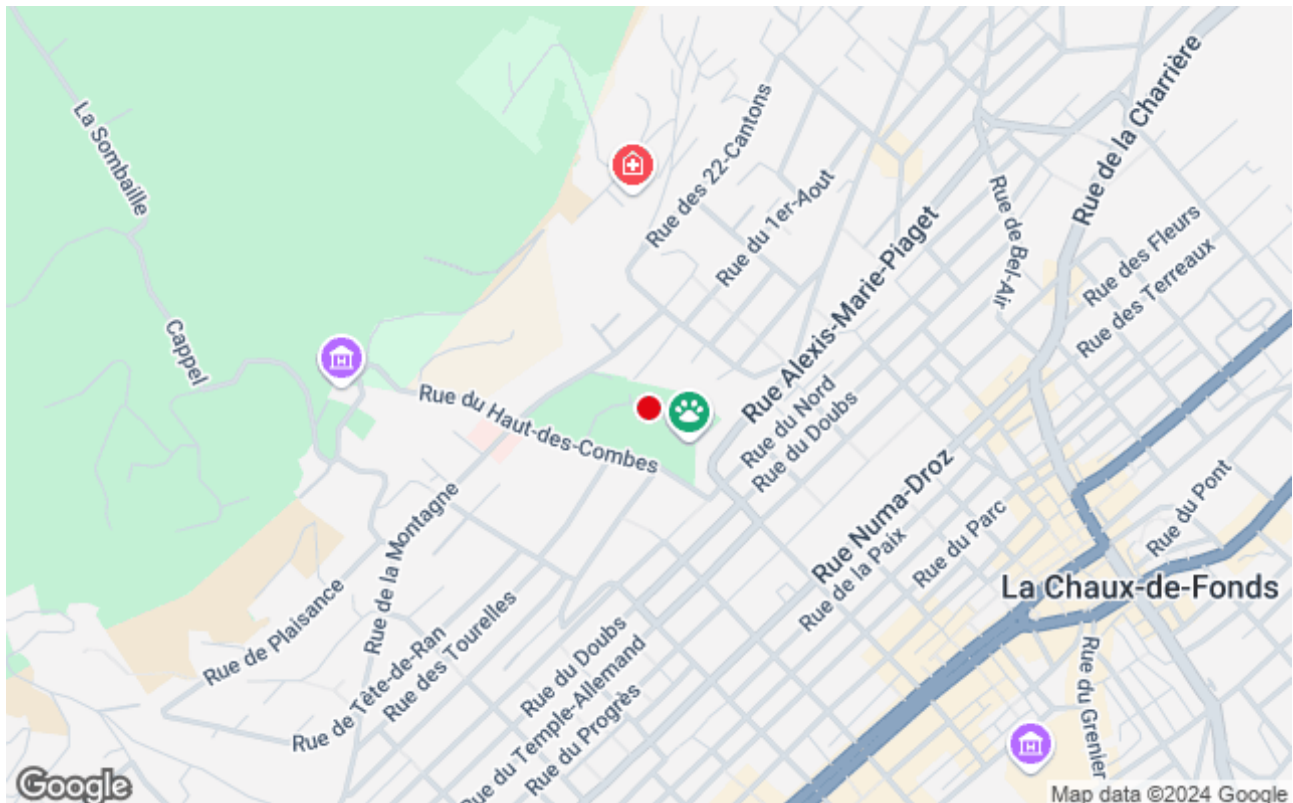 La Sombaille
Rue des 22-Cantons
Rue de la Charrière
Rue du 1er-Aout
Rue de Bel-Air
Rue des Fleurs
Rue des Terreaux
Rue Alexis-Marie-Piaget
Cappel
Rue du Haut-des-Combes
Rue du Nord
Rue du Doubs
Rue Numa-Droz
Rue de la Paix
Rue du Parc
Rue du Pont
Rue de la Montagne
La Chaux-de-Fonds
Rue de Plaisance
Rue de Tête-de-Ran
Rue des Tourelles
Rue du Doubs
Rue du Temple-Allemand
Rue du Progrès
Rue du Grenier
H
H
Google
Map data ©2024 Google